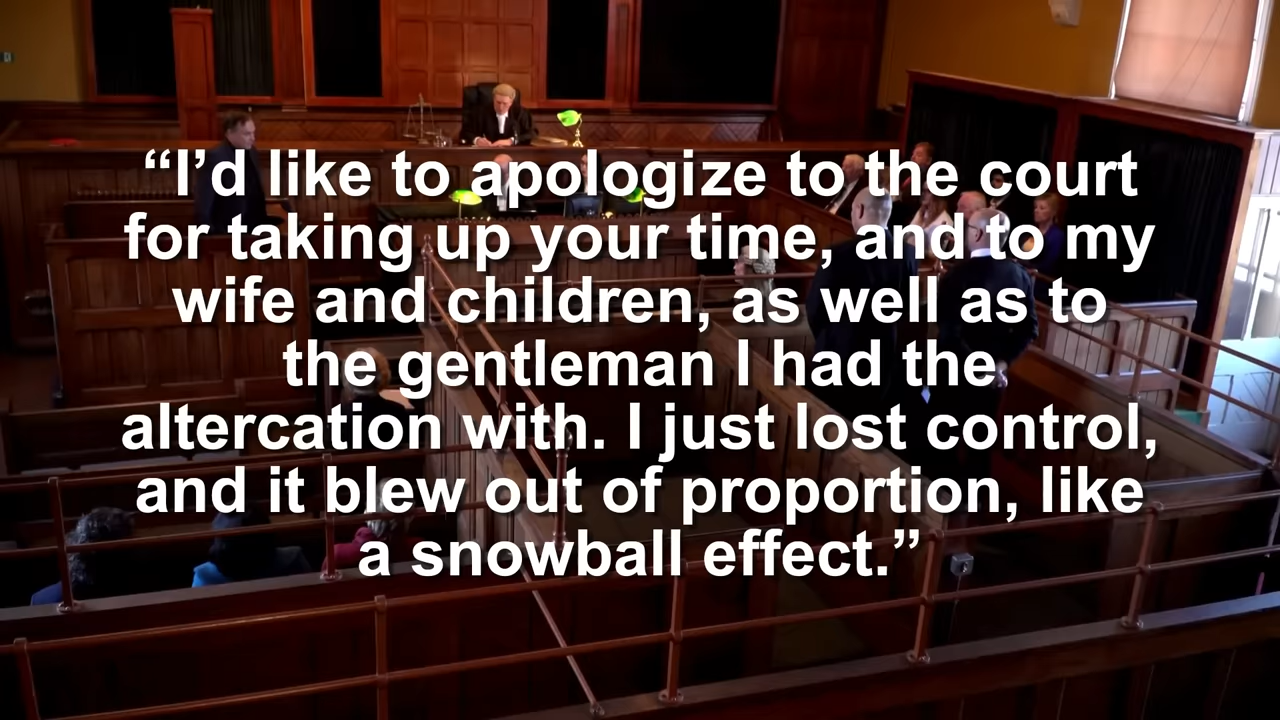 “I’d like to apologize to the court
for taking up your time, and to my
wife and children, as well as to
the gentleman I had the
altercation with. I just lost control,
and it blew out of proportion, like
a snowball effect.”